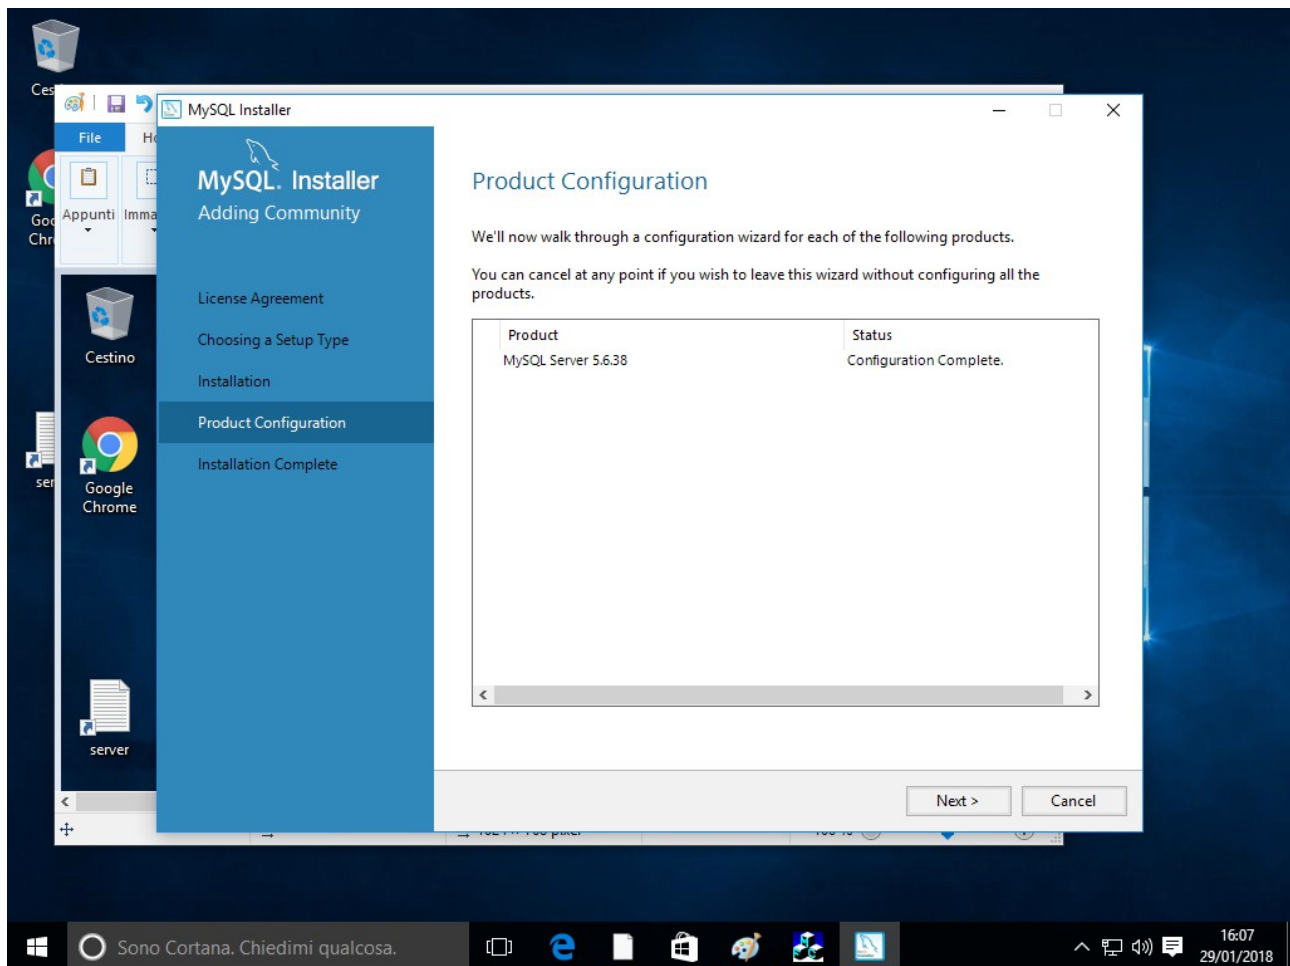 Ces
MySQL Installer
File
Ho
MySQL. Installer
Adding Community
Product Configuration
Appunti
Imma
Goo
Chr
We'll now walk through a configuration wizard for each of the following products.
You can cancel at any point if you wish to leave this wizard without configuring all the
products.
License Agreement
Choosing a Setup Type
Installation
Product Configuration
Installation Complete
Product
Status
MySQL Server 5.6.38
Configuration Complete.
Cestino
ser
Google
Chrome
server
Next >
Cancel
Sono Cortana. Chiedimi qualcosa.
16:07
29/01/2018